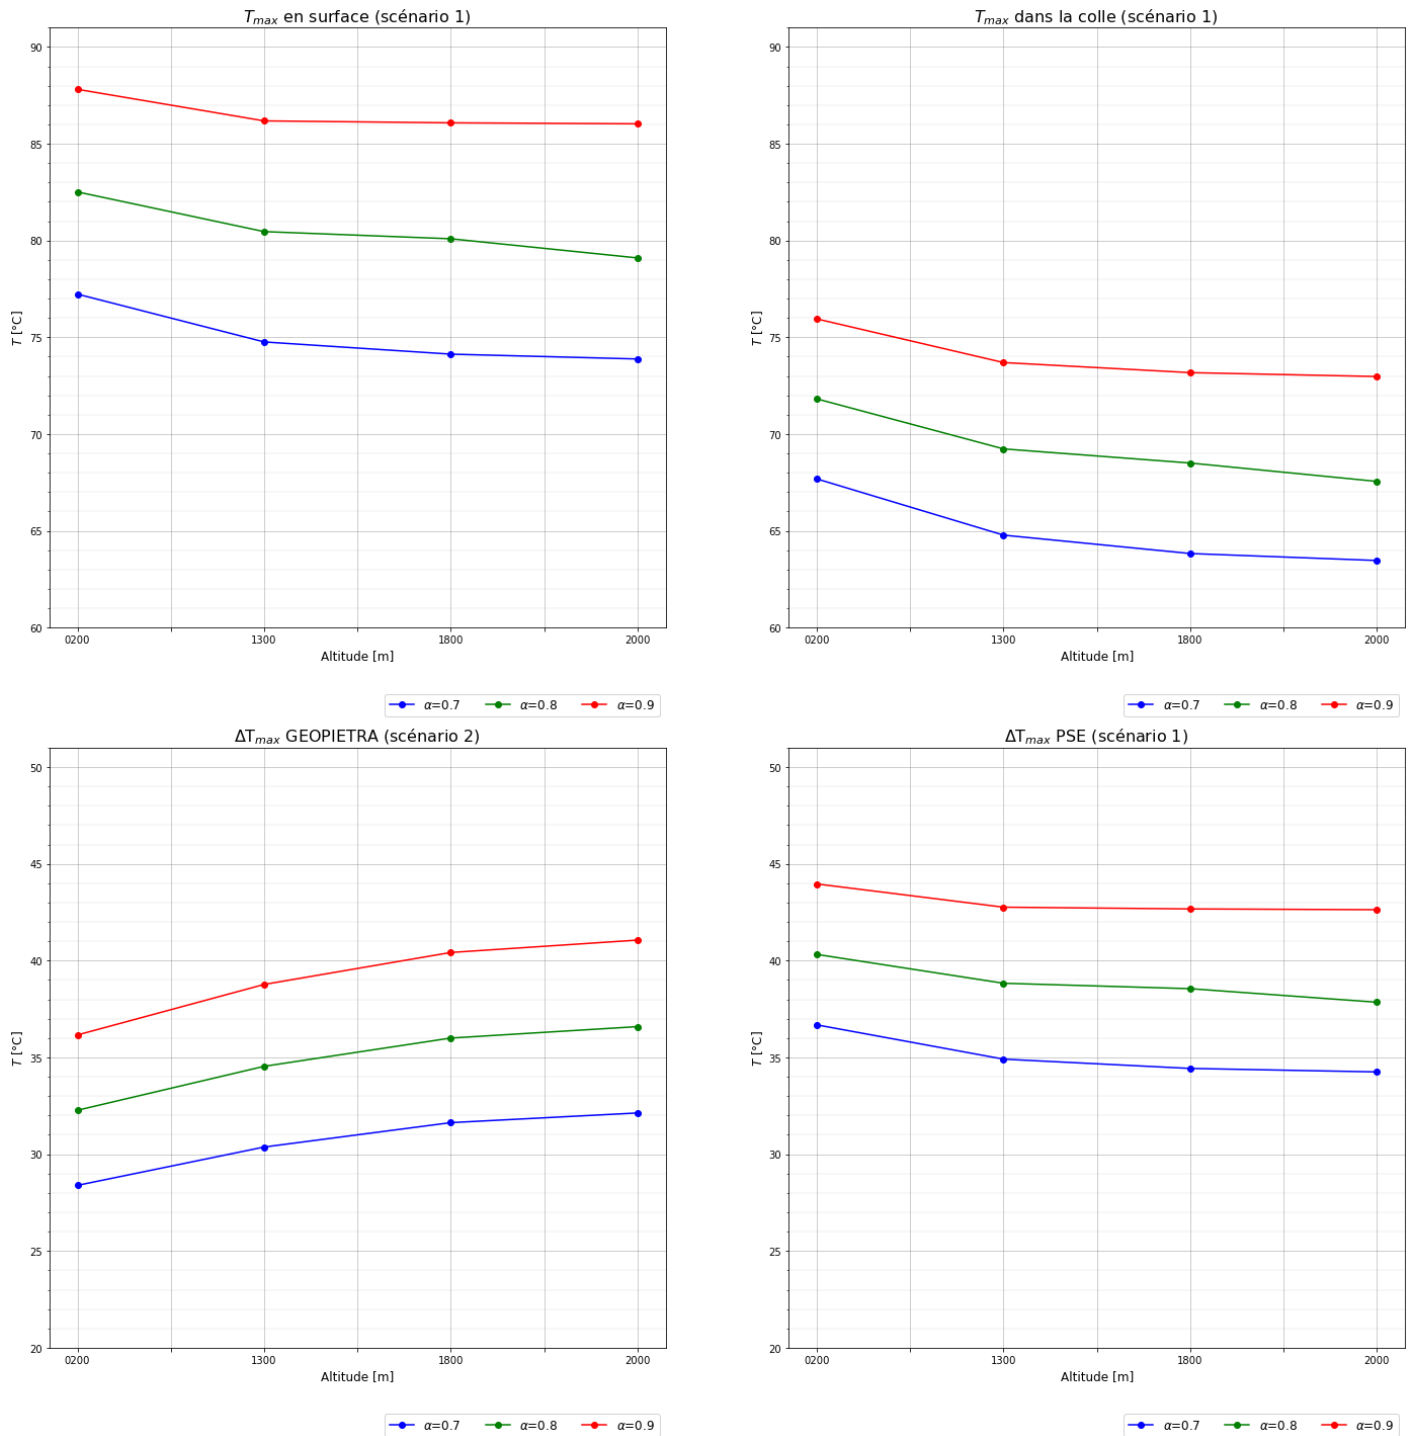 T_max en surface (scénario 1)
90
85
80
75
70
65
60
T [°C]
0200 1300 1800 2000
Altitude [m]
α=0.7 α=0.8 α=0.9
T_max dans la colle (scénario 1)
90
85
80
75
70
65
60
T [°C]
0200 1300 1800 2000
Altitude [m]
α=0.7 α=0.8 α=0.9
ΔT_max GEOPIETRA (scénario 2)
50
45
40
35
30
25
20
T [°C]
0200 1300 1800 2000
Altitude [m]
α=0.7 α=0.8 α=0.9
ΔT_max PSE (scénario 1)
50
45
40
35
30
25
20
T [°C]
0200 1300 1800 2000
Altitude [m]
α=0.7 α=0.8 α=0.9